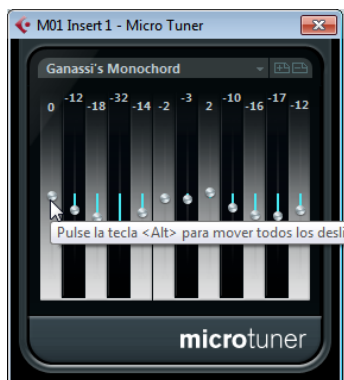 M01 Insert 1 - Micro Tuner
Ganassi's Monochord
0 -12 -18 -32 -14 -2 -3 2 -10 -16 -17 -12
Pulse la tecla <Alt> para mover todos los desli
microtuner